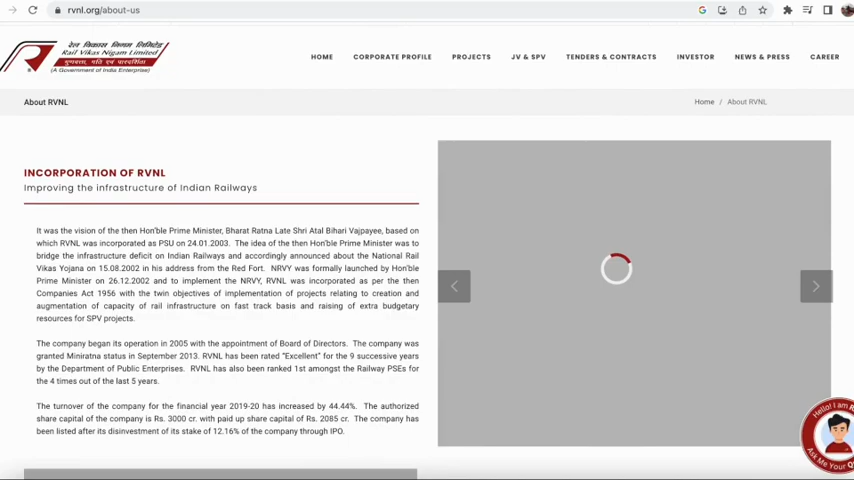 rvnl.org/about-us
रेल विकास निगम लिमिटेड
Rail Vikas Nigam Limited
गुणवत्ता, गति एवं पारदर्शिता
(A Government of India Enterprise)
HOME CORPORATE PROFILE PROJECTS JV & SPV TENDERS & CONTRACTS INVESTOR NEWS & PRESS CAREER
About RVNL
Home / About RVNL
INCORPORATION OF RVNL
Improving the infrastructure of Indian Railways
It was the vision of the then Hon'ble Prime Minister, Bharat Ratna Late Shri Atal Bihari Vajpayee, based on
which RVNL was incorporated as PSU on 24.01.2003. The idea of the then Hon'ble Prime Minister was to
bridge the infrastructure deficit on Indian Railways and accordingly announced about the National Rail
Vikas Yojana on 15.08.2002 in his address from the Red Fort. NRVY was formally launched by Hon'ble
Prime Minister on 26.12.2002 and to implement the NRVY, RVNL was incorporated as per the then
Companies Act 1956 with the twin objectives of implementation of projects relating to creation and
augmentation of capacity of rail infrastructure on fast track basis and raising of extra budgetary
resources for SPV projects.
The company began its operation in 2005 with the appointment of Board of Directors. The company was
granted Miniratna status in September 2013. RVNL has been rated "Excellent" for the 9 successive years
by the Department of Public Enterprises. RVNL has also been ranked 1st amongst the Railway PSEs for
the 4 times out of the last 5 years.
The turnover of the company for the financial year 2019-20 has increased by 44.44%. The authorized
share capital of the company is Rs. 3000 cr. with paid up share capital of Rs. 2085 cr. The company has
been listed after its disinvestment of its stake of 12.16% of the company through IPO.
Hello! I am R
Ask Me Your Q